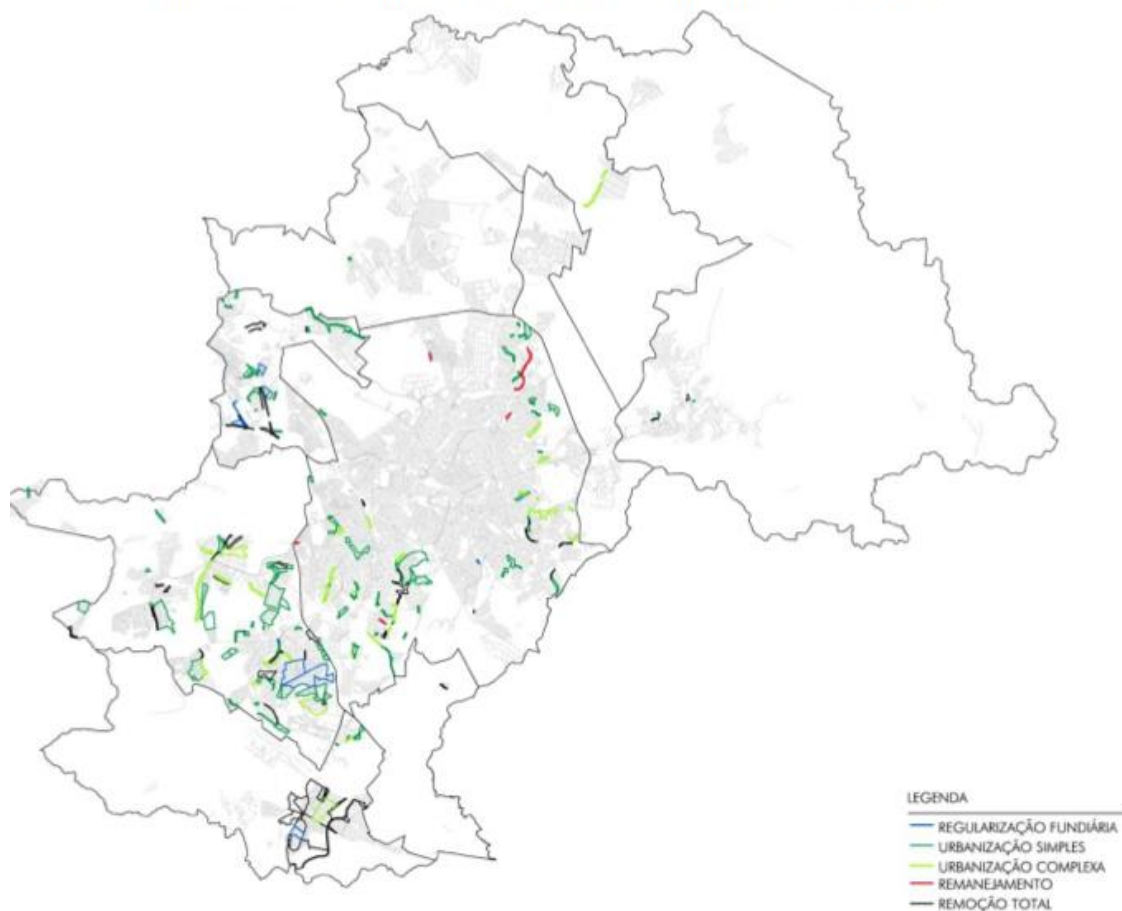 LEGENDA
REGULARIZAÇÃO FUNDIÁRIA
URBANIZAÇÃO SIMPLES
URBANIZAÇÃO COMPLEXA
REMANEJAMENTO
REMOÇÃO TOTAL